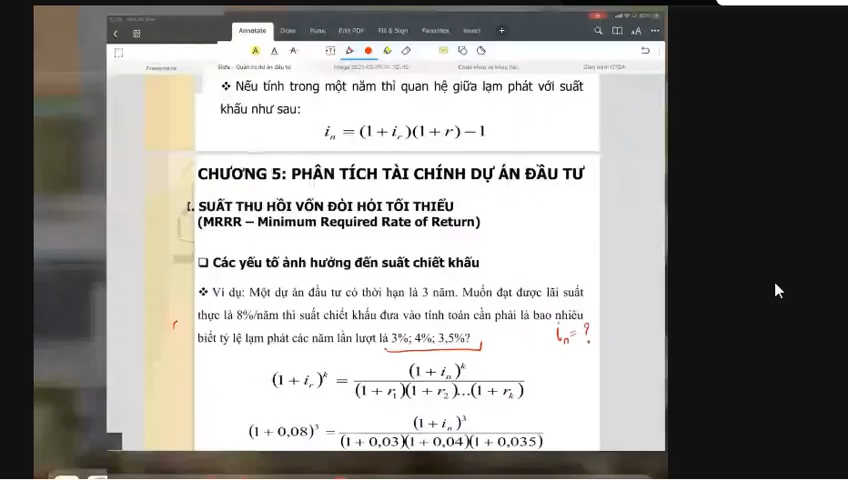 Annotate Draw Forms Edit PDF Fill & Sign Favorites Insert
❖ Nếu tính trong một năm thì quan hệ giữa lạm phát với suất
khấu như sau:
i_n = (1 + i_r)(1 + r) − 1
CHƯƠNG 5: PHÂN TÍCH TÀI CHÍNH DỰ ÁN ĐẦU TƯ
I. SUẤT THU HỒI VỐN ĐÒI HỎI TỐI THIỂU
(MRRR – Minimum Required Rate of Return)
❑ Các yếu tố ảnh hưởng đến suất chiết khấu
❖ Ví dụ: Một dự án đầu tư có thời hạn là 3 năm. Muốn đạt được lãi suất
thực là 8%/năm thì suất chiết khấu đưa vào tính toán cần phải là bao nhiêu
biết tỷ lệ lạm phát các năm lần lượt là 3%; 4%; 3,5%?
i_n = ?
(1 + i_r)^k = (1 + i_n)^k / (1 + r_1)(1 + r_2)...(1 + r_k)
(1 + 0,08)^3 = (1 + i_n)^3 / (1 + 0,03)(1 + 0,04)(1 + 0,035)